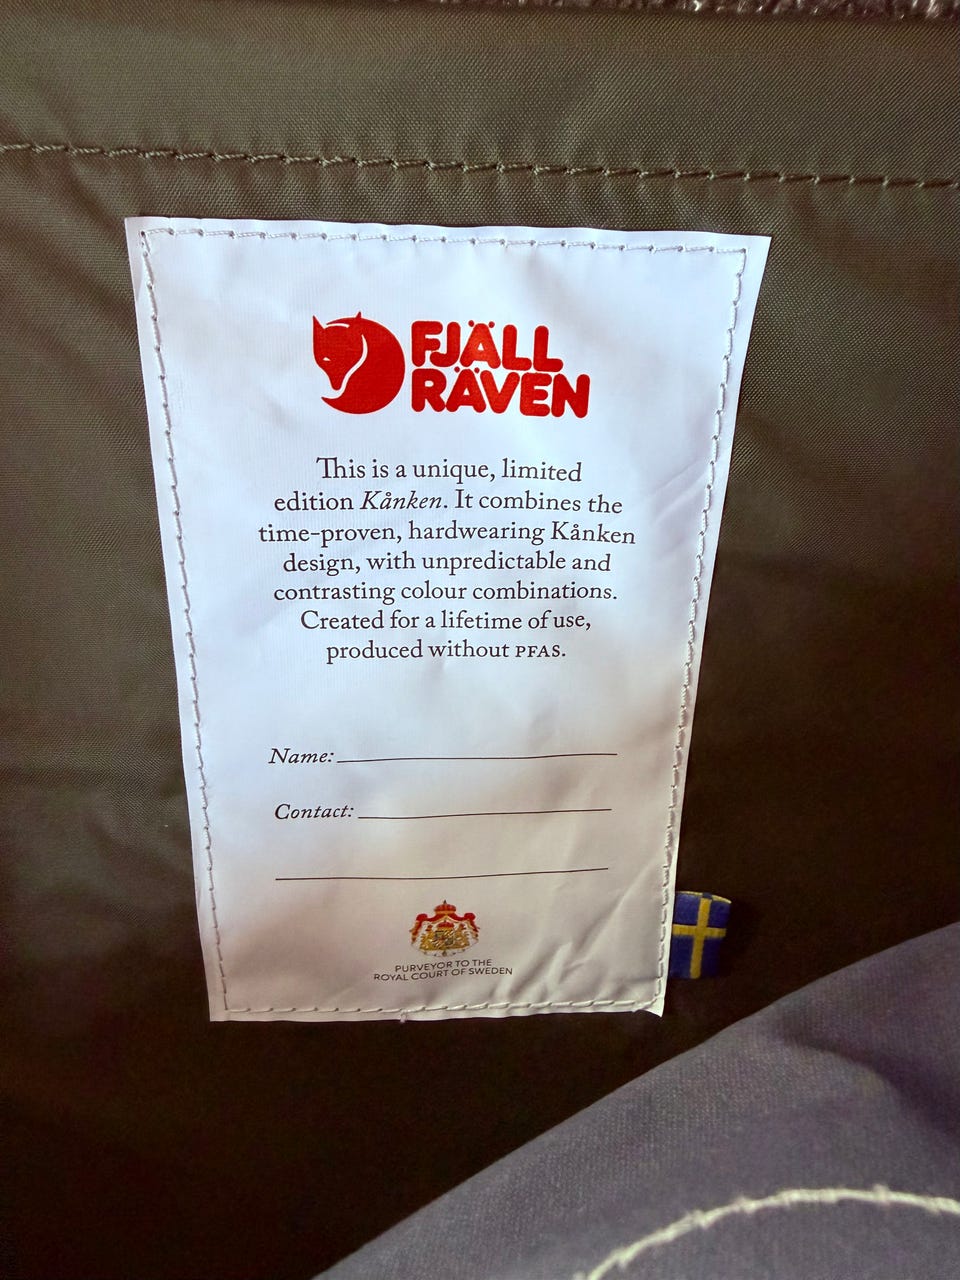 FJÄLL
RÄVEN
This is a unique, limited
edition Kånken. It combines the
time-proven, hardwearing Kånken
design, with unpredictable and
contrasting colour combinations.
Created for a lifetime of use,
produced without PFAS.
Name:
Contact:
PURVEYOR TO THE
ROYAL COURT OF SWEDEN